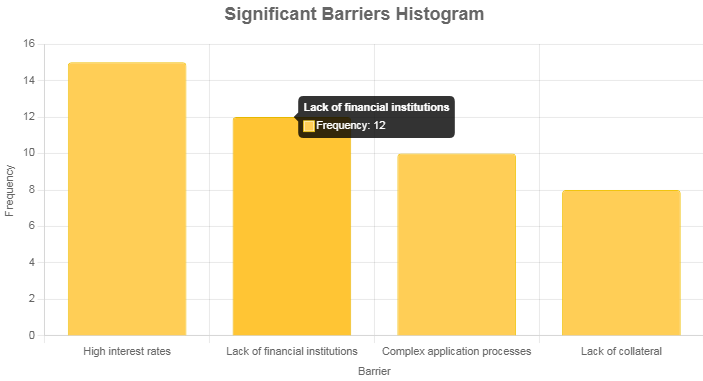 Significant Barriers Histogram
16
14
12
10
8
6
4
2
0
Frequency
Lack of financial institutions
Frequency: 12
High interest rates
Lack of financial institutions
Complex application processes
Lack of collateral
Barrier